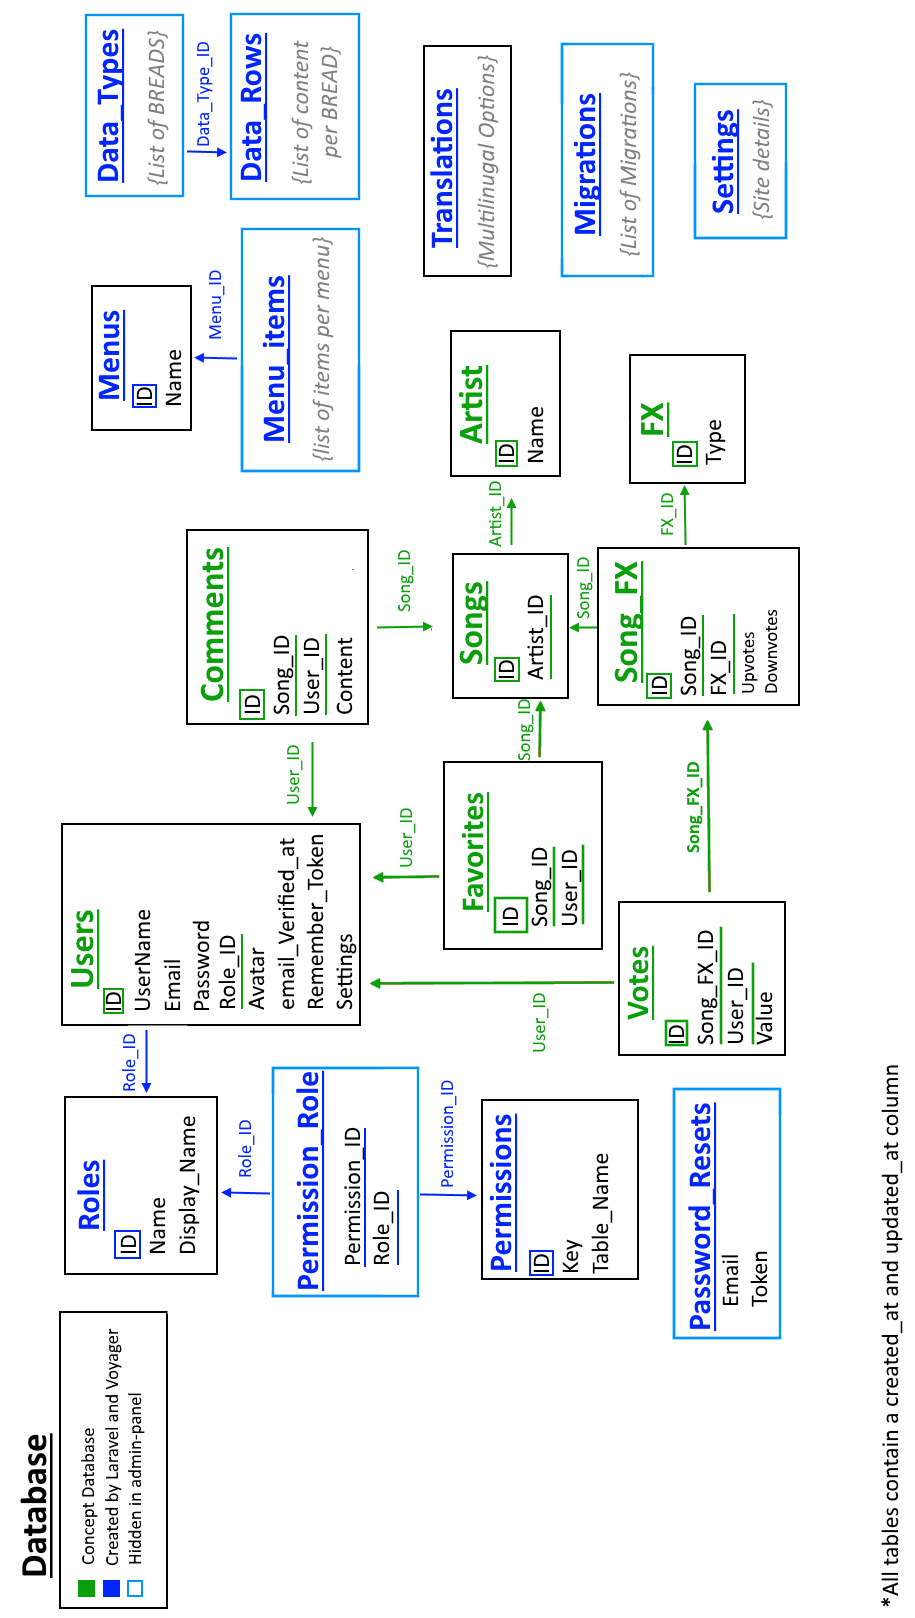 Database
Concept Database
Created by Laravel and Voyager
Hidden in admin-panel
Roles
ID
Name
Display_Name
Role_ID
Users
ID
UserName
Email
Password
Role_ID
Avatar
email_Verified_at
Remember_Token
Settings
Role_ID
Permission_Role
Permission_ID
Role_ID
Permission_ID
Permissions
ID
Key
Table_Name
Password_Resets
Email
Token
User_ID
Comments
ID
Song_ID
User_ID
Content
Song_ID
User_ID
Favorites
ID
Song_ID
User_ID
Song_ID
User_ID
Votes
ID
Song_FX_ID
User_ID
Value
Song_FX_ID
Songs
ID
Artist_ID
Artist_ID
Artist
ID
Name
Song_ID
Song_FX
ID
Song_ID
FX_ID
Upvotes
Downvotes
FX_ID
FX
ID
Type
Menus
ID
Name
Menu_ID
Menu_items
{list of items per menu}
Data_Types
{List of BREADS}
Data_Type_ID
Data_Rows
{List of content
per BREAD}
Translations
{Multilinugal Options}
Migrations
{List of Migrations}
Settings
{Site details}
*All tables contain a created_at and updated_at column